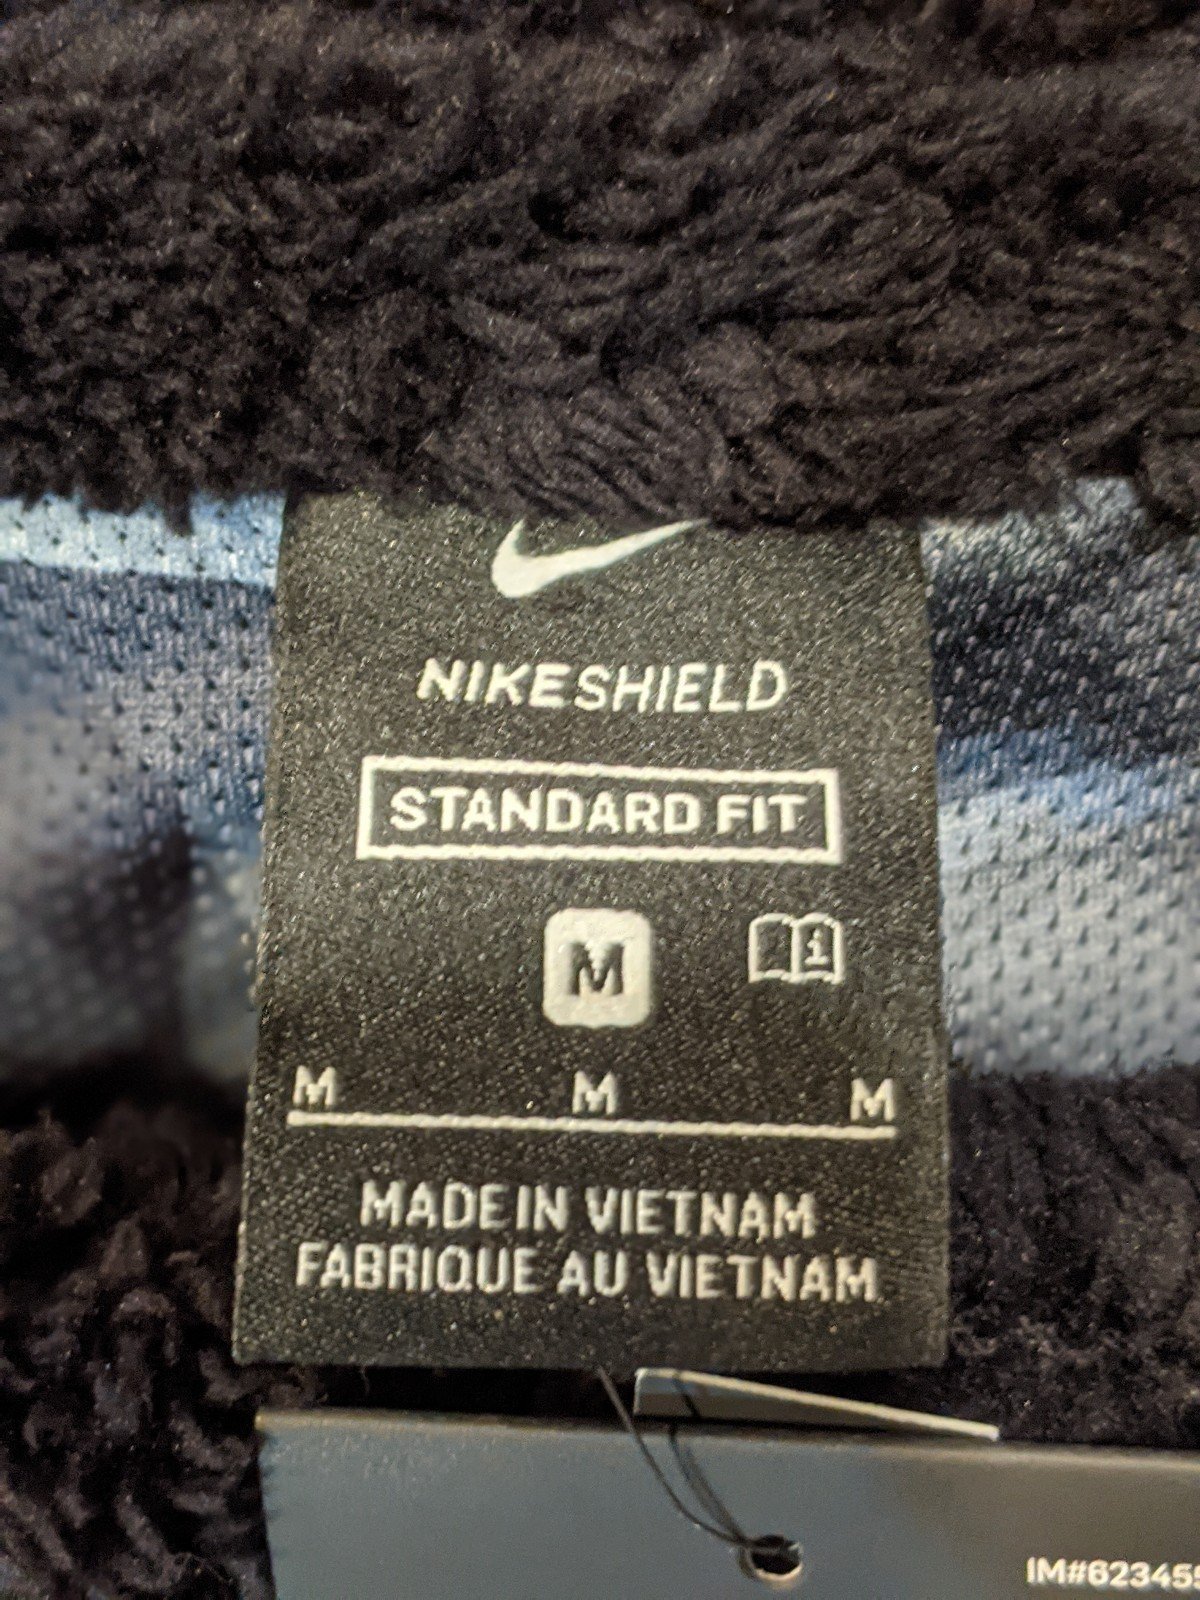 NIKESHIELD
STANDARD FIT
M
i
M M M
MADE IN VIETNAM
FABRIQUE AU VIETNAM